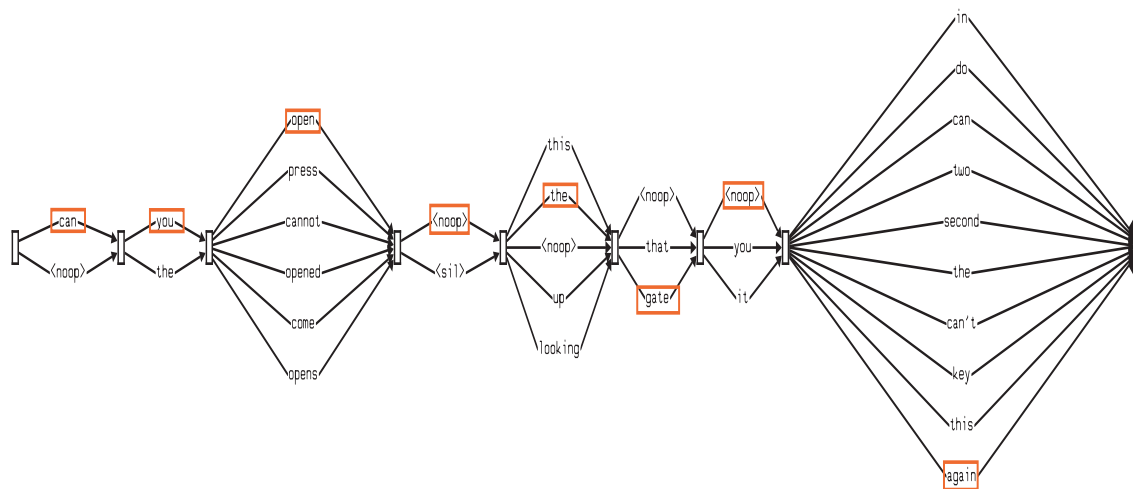 can
<noop>
you
the
open
press
cannot
opened
come
opens
<noop>
<sil>
this
the
<noop>
up
looking
<noop>
that
gate
<noop>
you
it
in
do
can
two
second
the
can't
key
this
again